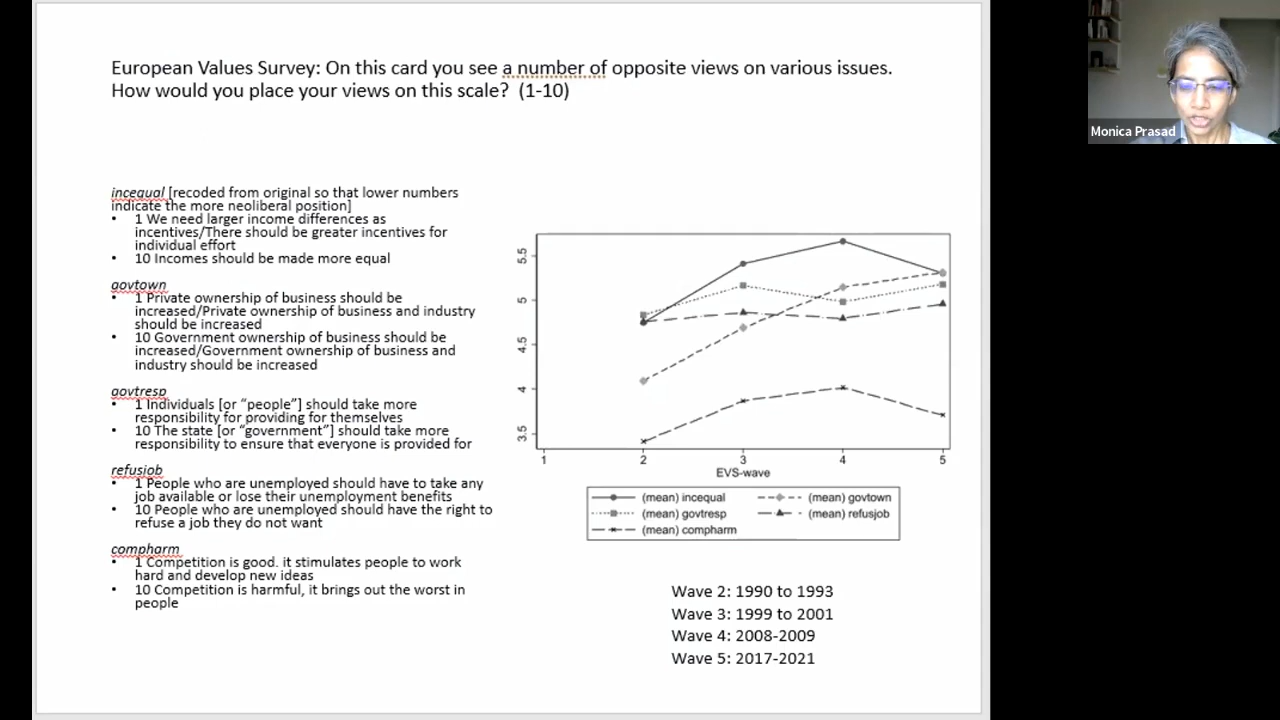 European Values Survey: On this card you see a number of opposite views on various issues.
How would you place your views on this scale?  (1-10)
Monica Prasad
incequal [recoded from original so that lower numbers
indicate the more neoliberal position]
• 1 We need larger income differences as
incentives/There should be greater incentives for
individual effort
• 10 Incomes should be made more equal
govtown
• 1 Private ownership of business should be
increased/Private ownership of business and industry
should be increased
• 10 Government ownership of business should be
increased/Government ownership of business and
industry should be increased
govtresp
• 1 Individuals [or “people”] should take more
responsibility for providing for themselves
• 10 The state [or “government”] should take more
responsibility to ensure that everyone is provided for
refusjob
• 1 People who are unemployed should have to take any
job available or lose their unemployment benefits
• 10 People who are unemployed should have the right to
refuse a job they do not want
compharm
• 1 Competition is good. it stimulates people to work
hard and develop new ideas
• 10 Competition is harmful, it brings out the worst in
people
5.5
5
4.5
4
3.5
1 2 3 4 5
EVS-wave
(mean) incequal (mean) govtown
(mean) govtresp (mean) refusjob
(mean) compharm
Wave 2: 1990 to 1993
Wave 3: 1999 to 2001
Wave 4: 2008-2009
Wave 5: 2017-2021